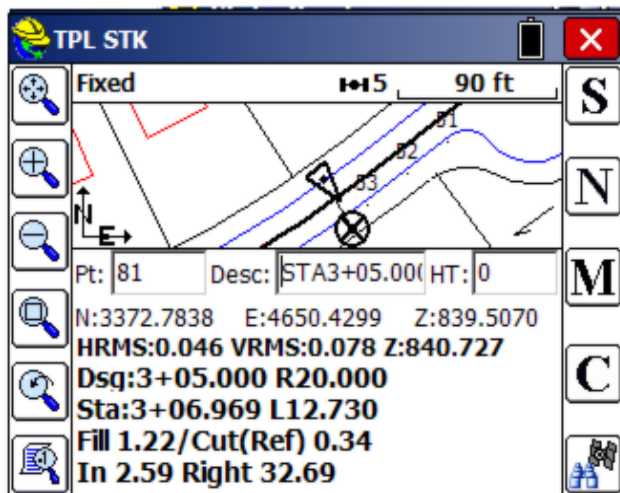 TPL STK
Fixed 5 90 ft
S
B1
B2
N
B3
N
E
Pt: 81 Desc: STA3+05.000 HT: 0
M
N:3372.7838 E:4650.4299 Z:839.5070
HRMS:0.046 VRMS:0.078 Z:840.727
Dsg:3+05.000 R20.000
C
Sta:3+06.969 L12.730
Fill 1.22/Cut(Ref) 0.34
In 2.59 Right 32.69